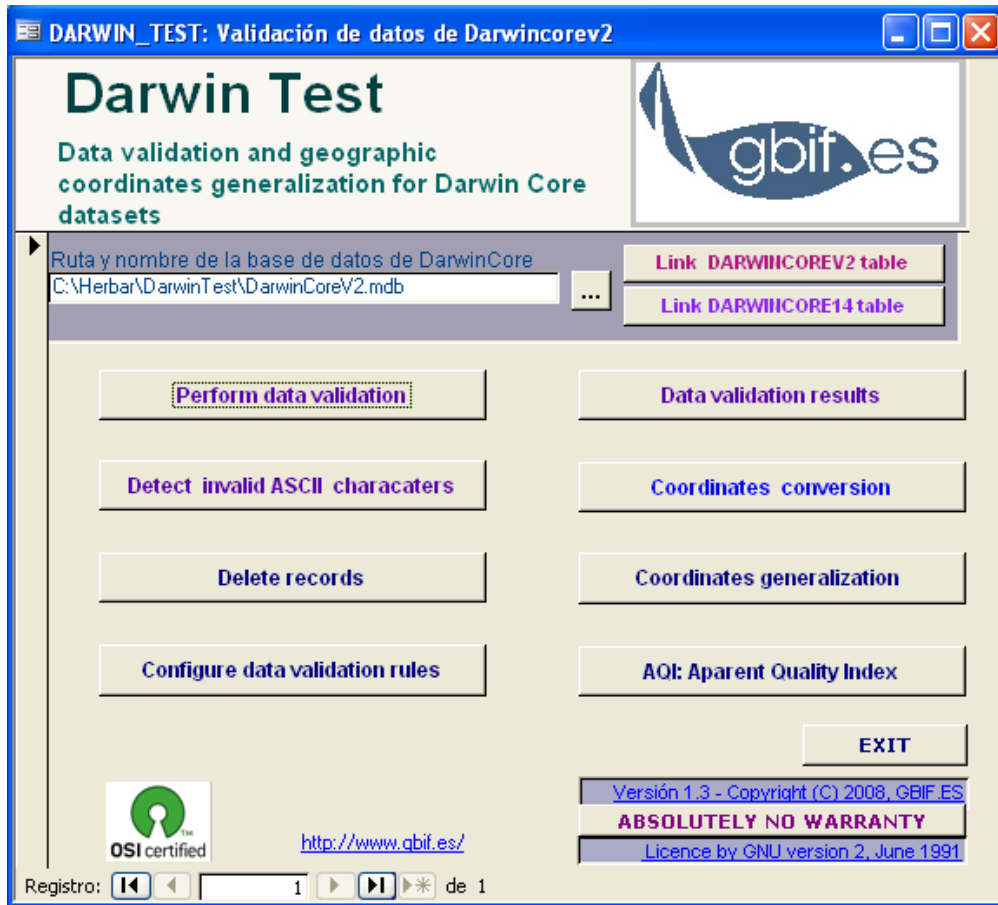 DARWIN_TEST: Validación de datos de Darwincorev2
Darwin Test
Data validation and geographic
coordinates generalization for Darwin Core
datasets
gbif.es
Ruta y nombre de la base de datos de DarwinCore
C:\Herbar\DarwinTest\DarwinCoreV2.mdb
...
Link DARWINCOREV2 table
Link DARWINCORE14 table
Perform data validation
Data validation results
Detect invalid ASCII characaters
Coordinates conversion
Delete records
Coordinates generalization
Configure data validation rules
AQI: Aparent Quality Index
EXIT
OSI certified
TM
http://www.gbif.es/
Versión 1.3 - Copyright (C) 2008, GBIF.ES
ABSOLUTELY NO WARRANTY
Licence by GNU version 2, June 1991
Registro: 1 de 1